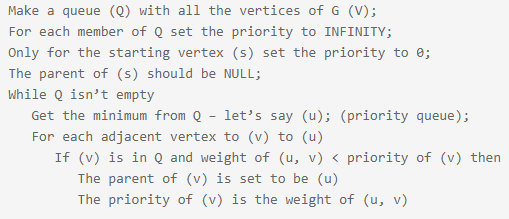 Make a queue (Q) with all the vertices of G (V);
For each member of Q set the priority to INFINITY;
Only for the starting vertex (s) set the priority to 0;
The parent of (s) should be NULL;
While Q isn’t empty
Get the minimum from Q – let’s say (u); (priority queue);
For each adjacent vertex to (v) to (u)
If (v) is in Q and weight of (u, v) < priority of (v) then
The parent of (v) is set to be (u)
The priority of (v) is the weight of (u, v)